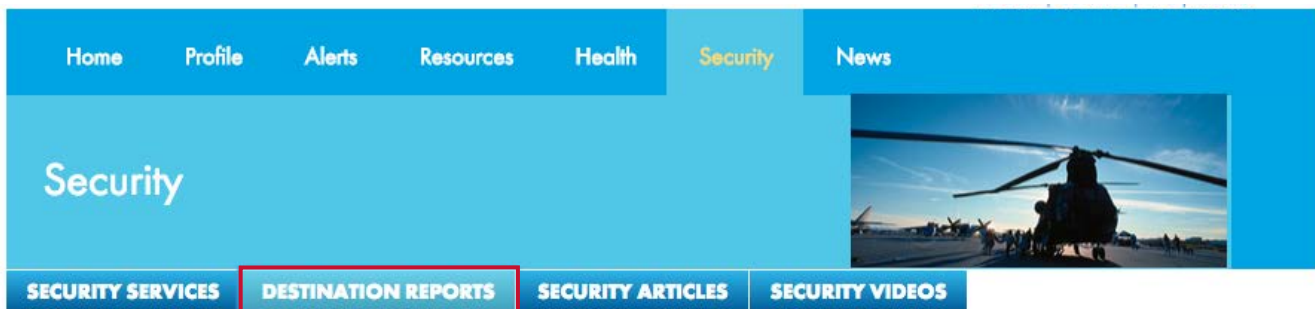 Home Profile Alerts Resources Health Security News
Security
SECURITY SERVICES DESTINATION REPORTS SECURITY ARTICLES SECURITY VIDEOS